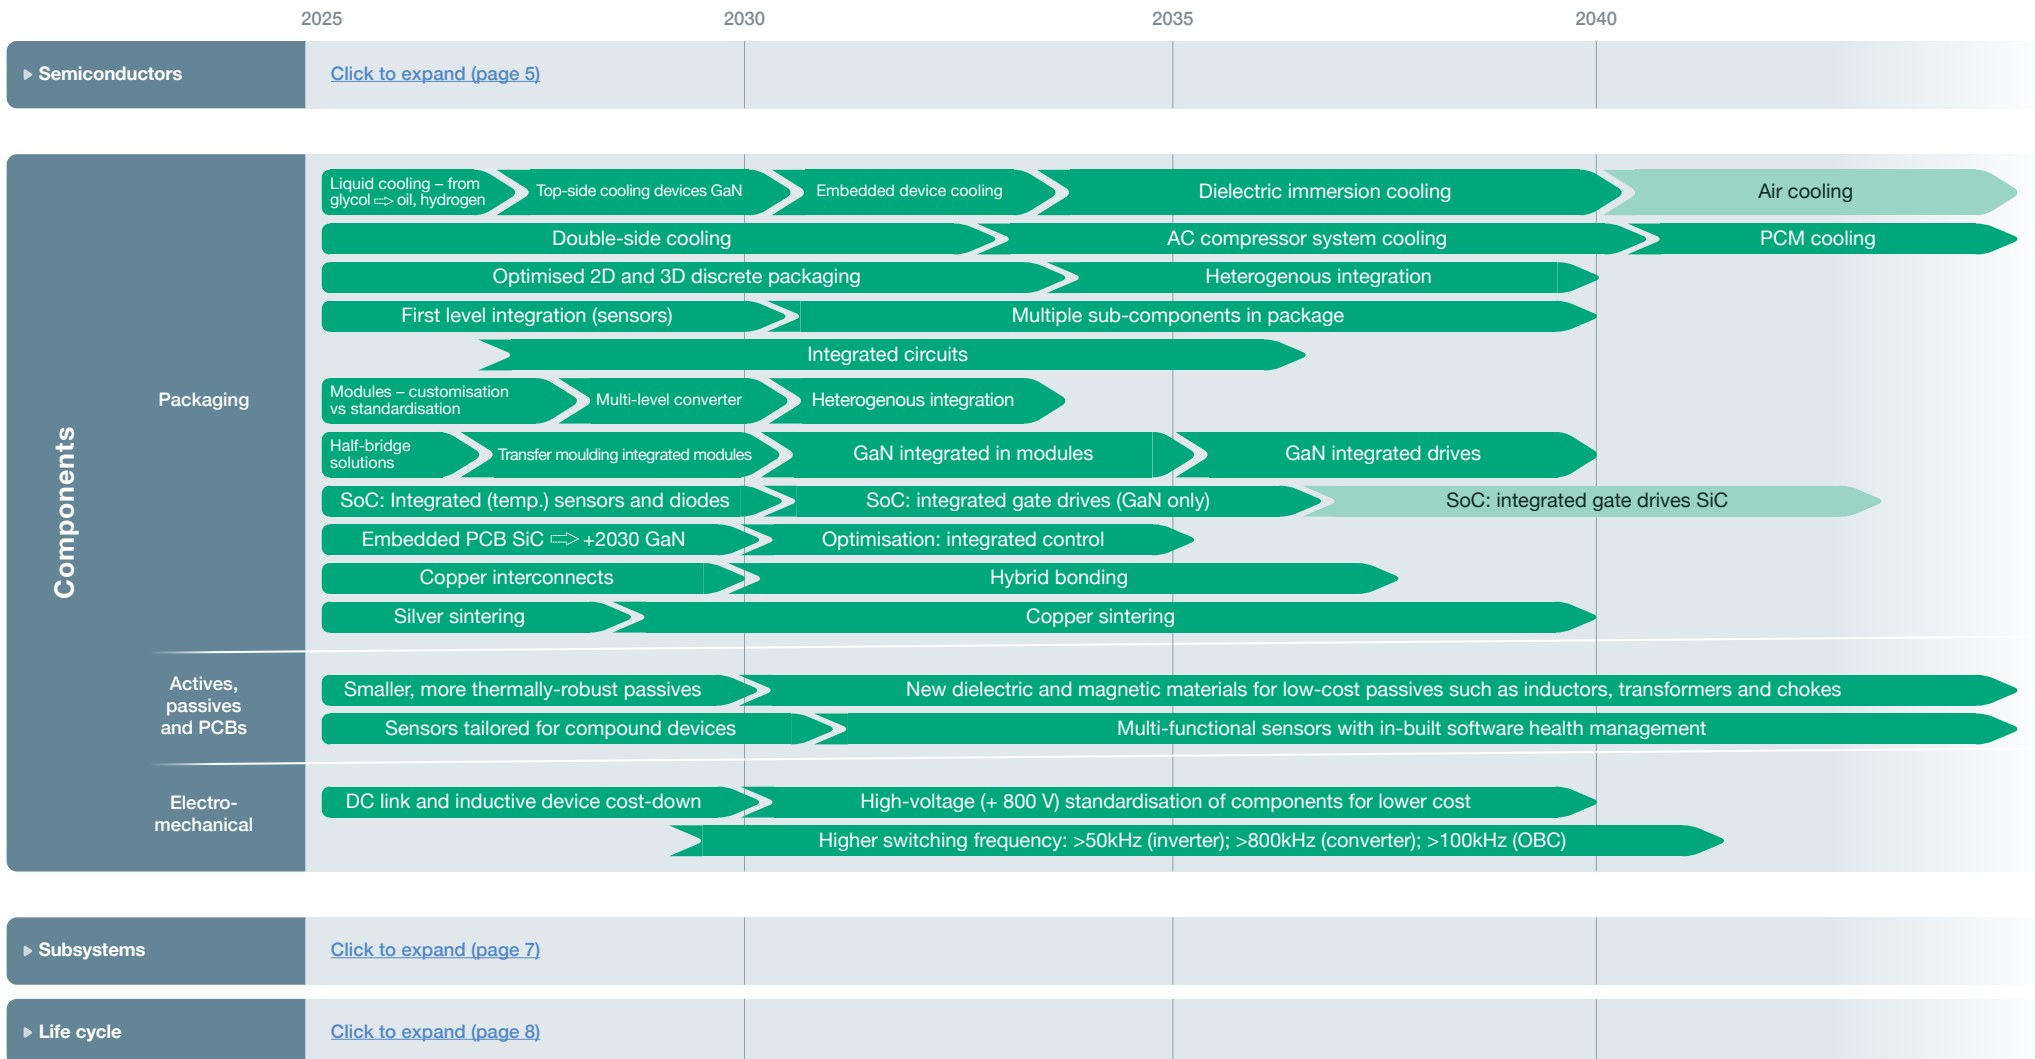 2025 2030 2035 2040
Semiconductors
Click to expand (page 5)
Components
Packaging
Liquid cooling – from
glycol ⇨ oil, hydrogen
Top-side cooling devices GaN
Embedded device cooling
Dielectric immersion cooling
Air cooling
Double-side cooling
AC compressor system cooling
PCM cooling
Optimised 2D and 3D discrete packaging
Heterogenous integration
First level integration (sensors)
Multiple sub-components in package
Integrated circuits
Modules – customisation
vs standardisation
Multi-level converter
Heterogenous integration
Half-bridge
solutions
Transfer moulding integrated modules
GaN integrated in modules
GaN integrated drives
SoC: Integrated (temp.) sensors and diodes
SoC: integrated gate drives (GaN only)
SoC: integrated gate drives SiC
Embedded PCB SiC ⇨ +2030 GaN
Optimisation: integrated control
Copper interconnects
Hybrid bonding
Silver sintering
Copper sintering
Actives,
passives
and PCBs
Smaller, more thermally-robust passives
New dielectric and magnetic materials for low-cost passives such as inductors, transformers and chokes
Sensors tailored for compound devices
Multi-functional sensors with in-built software health management
Electro-
mechanical
DC link and inductive device cost-down
High-voltage (+ 800 V) standardisation of components for lower cost
Higher switching frequency: >50kHz (inverter); >800kHz (converter); >100kHz (OBC)
Subsystems
Click to expand (page 7)
Life cycle
Click to expand (page 8)